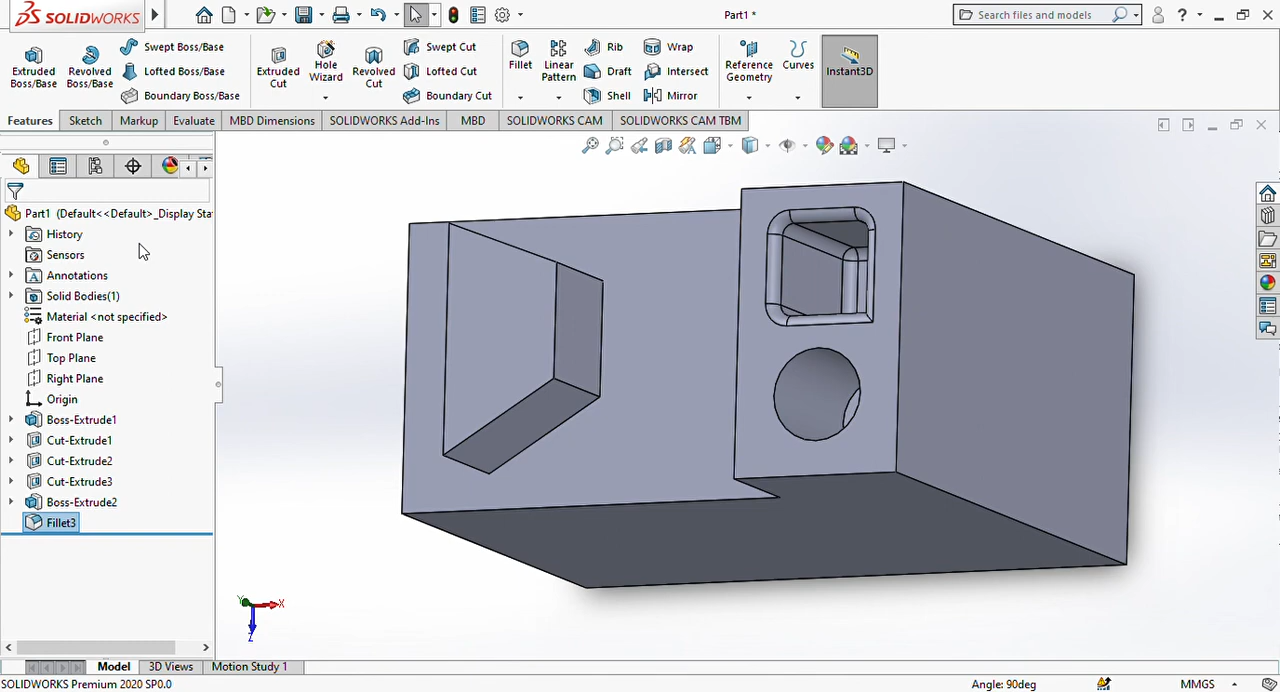 SOLIDWORKS
Part1 *
Search files and models
?
Extruded Boss/Base
Revolved Boss/Base
Swept Boss/Base
Lofted Boss/Base
Boundary Boss/Base
Extruded Cut
Hole Wizard
Revolved Cut
Swept Cut
Lofted Cut
Boundary Cut
Fillet
Linear Pattern
Rib
Draft
Shell
Wrap
Intersect
Mirror
Reference Geometry
Curves
Instant3D
Features
Sketch
Markup
Evaluate
MBD Dimensions
SOLIDWORKS Add-Ins
MBD
SOLIDWORKS CAM
SOLIDWORKS CAM TBM
Part1 (Default<<Default>_Display Sta
History
Sensors
Annotations
Solid Bodies(1)
Material <not specified>
Front Plane
Top Plane
Right Plane
Origin
Boss-Extrude1
Cut-Extrude1
Cut-Extrude2
Cut-Extrude3
Boss-Extrude2
Fillet3
Y
X
Z
Model
3D Views
Motion Study 1
SOLIDWORKS Premium 2020 SP0.0
Angle: 90deg
MMGS